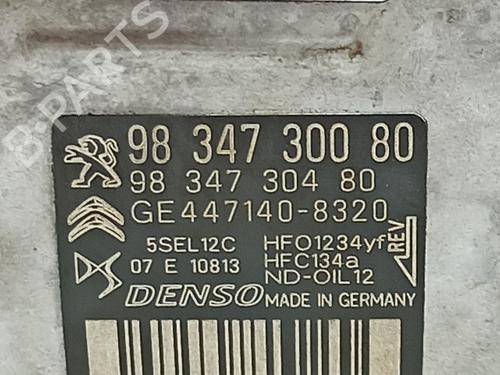 B-PARTS
98 347 300 80
98 347 304 80
GE447140-8320
5SEL12C HFO1234yf
07 E 10813 HFC134a
ND-OIL12
REV
DENSO MADE IN GERMANY